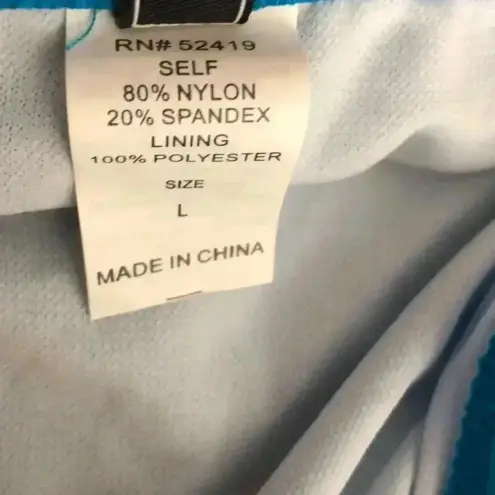 RN# 52419
SELF
80% NYLON
20% SPANDEX
LINING
100% POLYESTER
SIZE
L
MADE IN CHINA